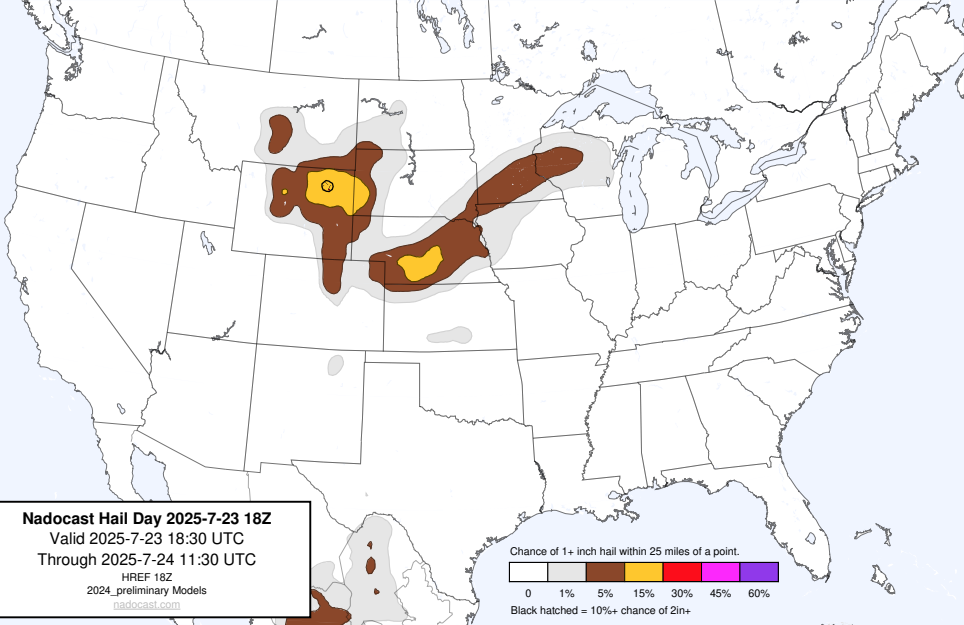 Nadocast Hail Day 2025-7-23 18Z
Valid 2025-7-23 18:30 UTC
Through 2025-7-24 11:30 UTC
HREF 18Z
2024_preliminary Models
nadocast.com
Chance of 1+ inch hail within 25 miles of a point.
0 1% 5% 15% 30% 45% 60%
Black hatched = 10%+ chance of 2in+